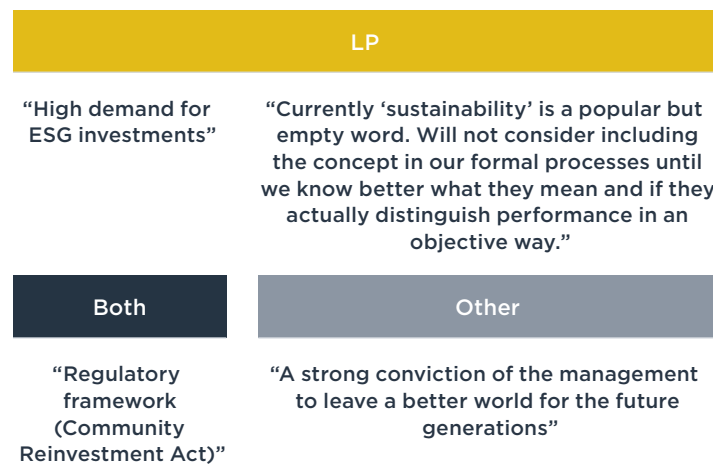 LP
“High demand for
ESG investments”
“Currently ‘sustainability’ is a popular but
empty word. Will not consider including
the concept in our formal processes until
we know better what they mean and if they
actually distinguish performance in an
objective way.”
Both
“Regulatory
framework
(Community
Reinvestment Act)”
Other
“A strong conviction of the management
to leave a better world for the future
generations”